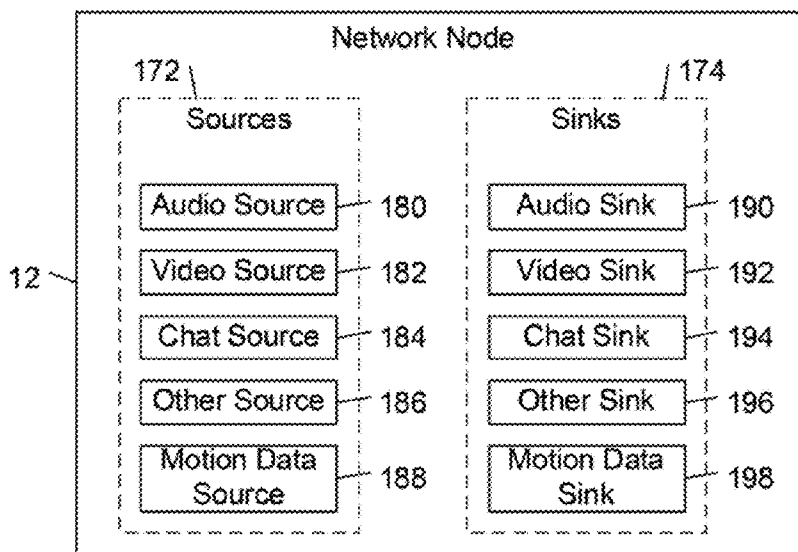 Network Node
172
174
Sources
Sinks
Audio Source
180
Audio Sink
190
12
Video Source
182
Video Sink
192
Chat Source
184
Chat Sink
194
Other Source
186
Other Sink
196
Motion Data
Source
188
Motion Data
Sink
198